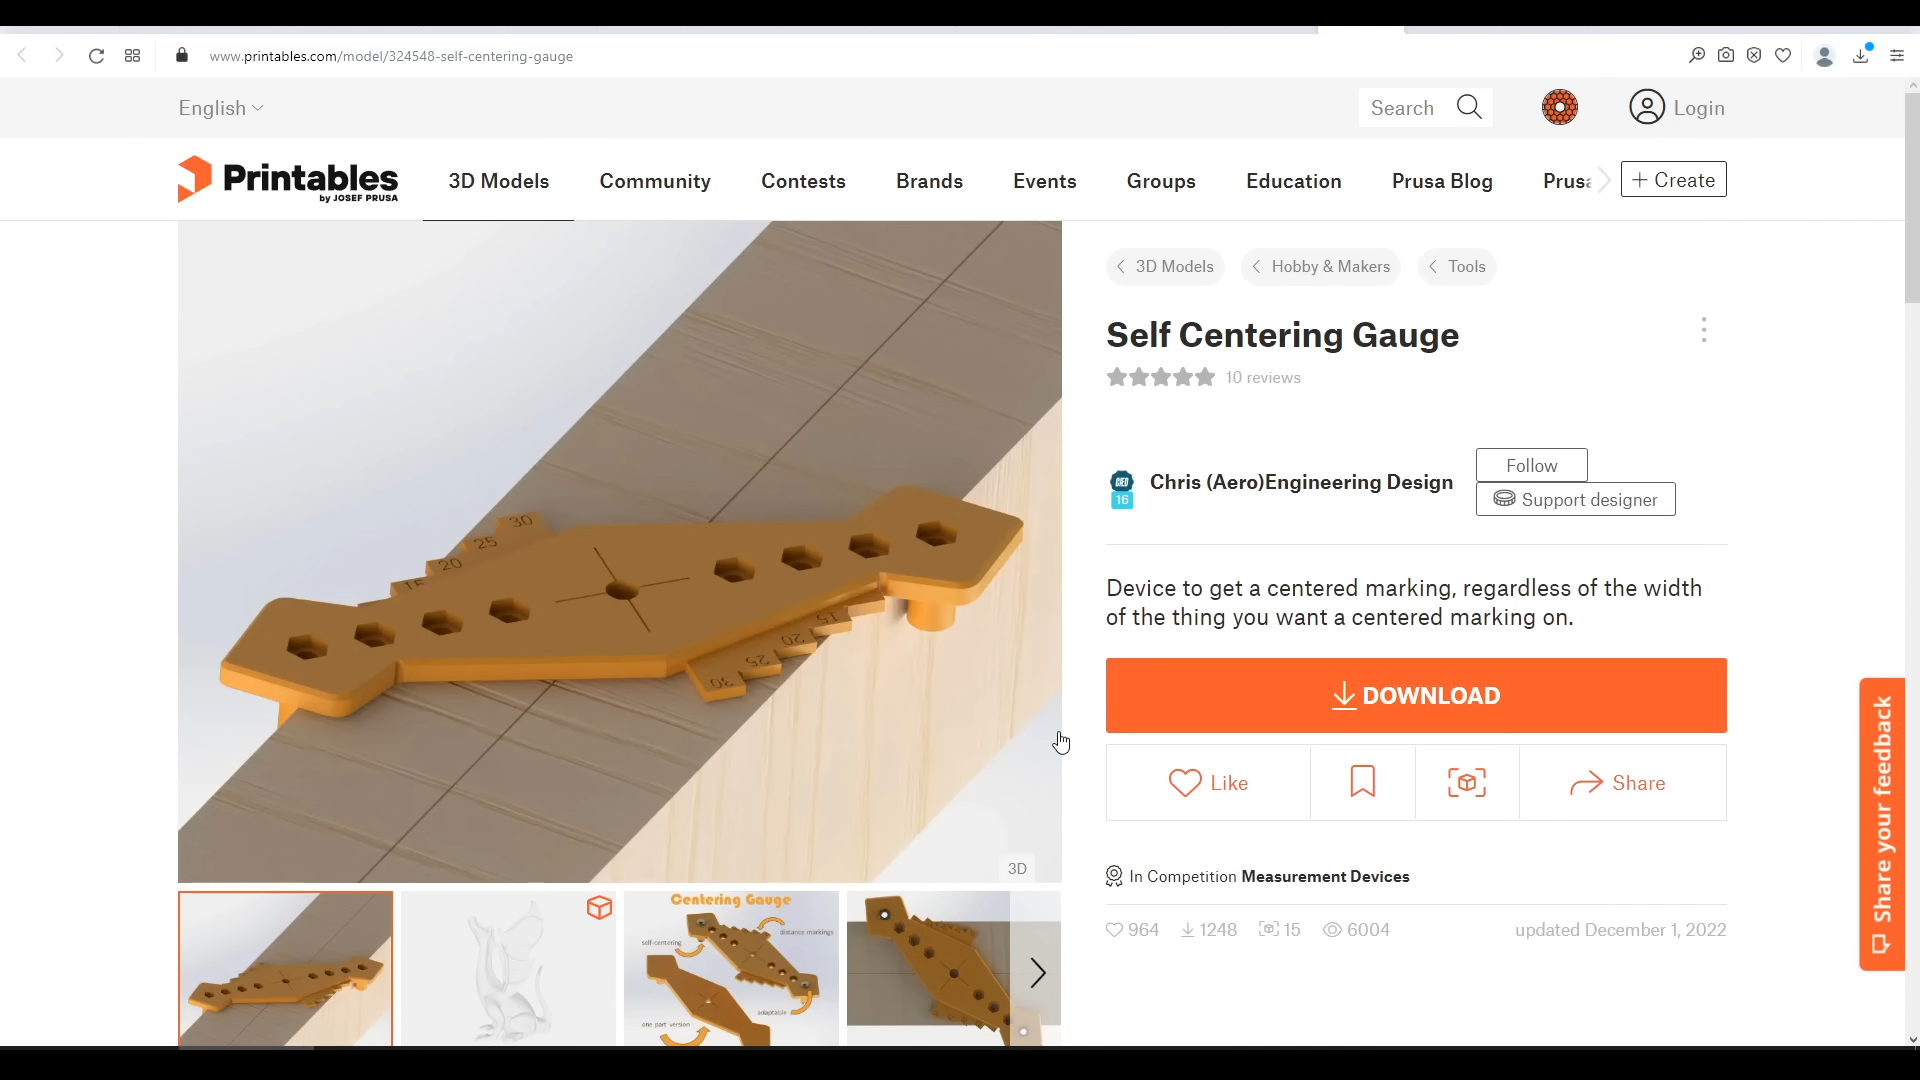 www.printables.com/model/324548-self-centering-gauge
English
Search
Login
Printables
by JOSEF PRUSA
3D Models
Community
Contests
Brands
Events
Groups
Education
Prusa Blog
Prusa
+ Create
3D Models
Hobby & Makers
Tools
Self Centering Gauge
10 reviews
CAED
16
Chris (Aero)Engineering Design
Follow
Support designer
Device to get a centered marking, regardless of the width
of the thing you want a centered marking on.
DOWNLOAD
Like
Share
In Competition Measurement Devices
964
1248
15
6004
updated December 1, 2022
Share your feedback
30
25
20
15
15
20
25
30
3D
Centering Gauge
self-centering
distance markings
adaptable
one part version